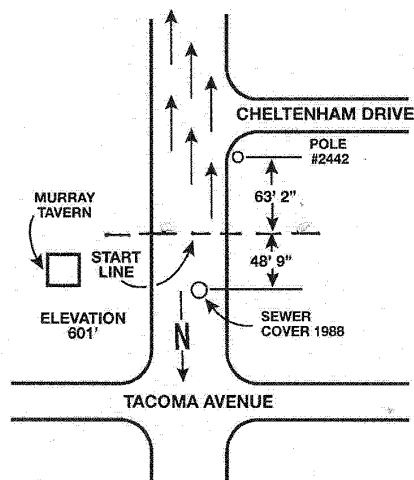 CHELTENHAM DRIVE
POLE
#2442
63' 2"
MURRAY
TAVERN
START
LINE
48' 9"
ELEVATION
601'
N
SEWER
COVER 1988
TACOMA AVENUE